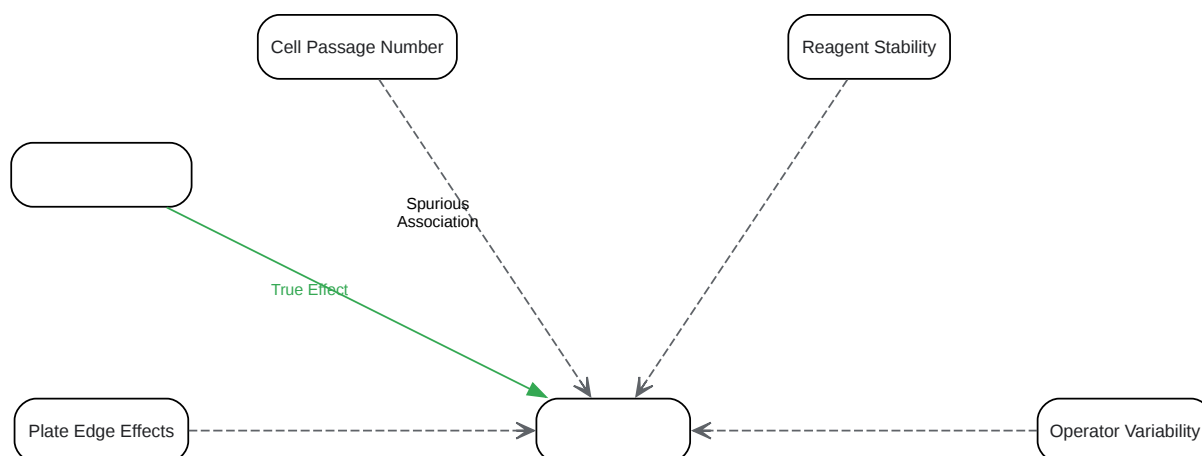 Cell Passage Number
Reagent Stability
Spurious
Association
True Effect
Plate Edge Effects
Operator Variability